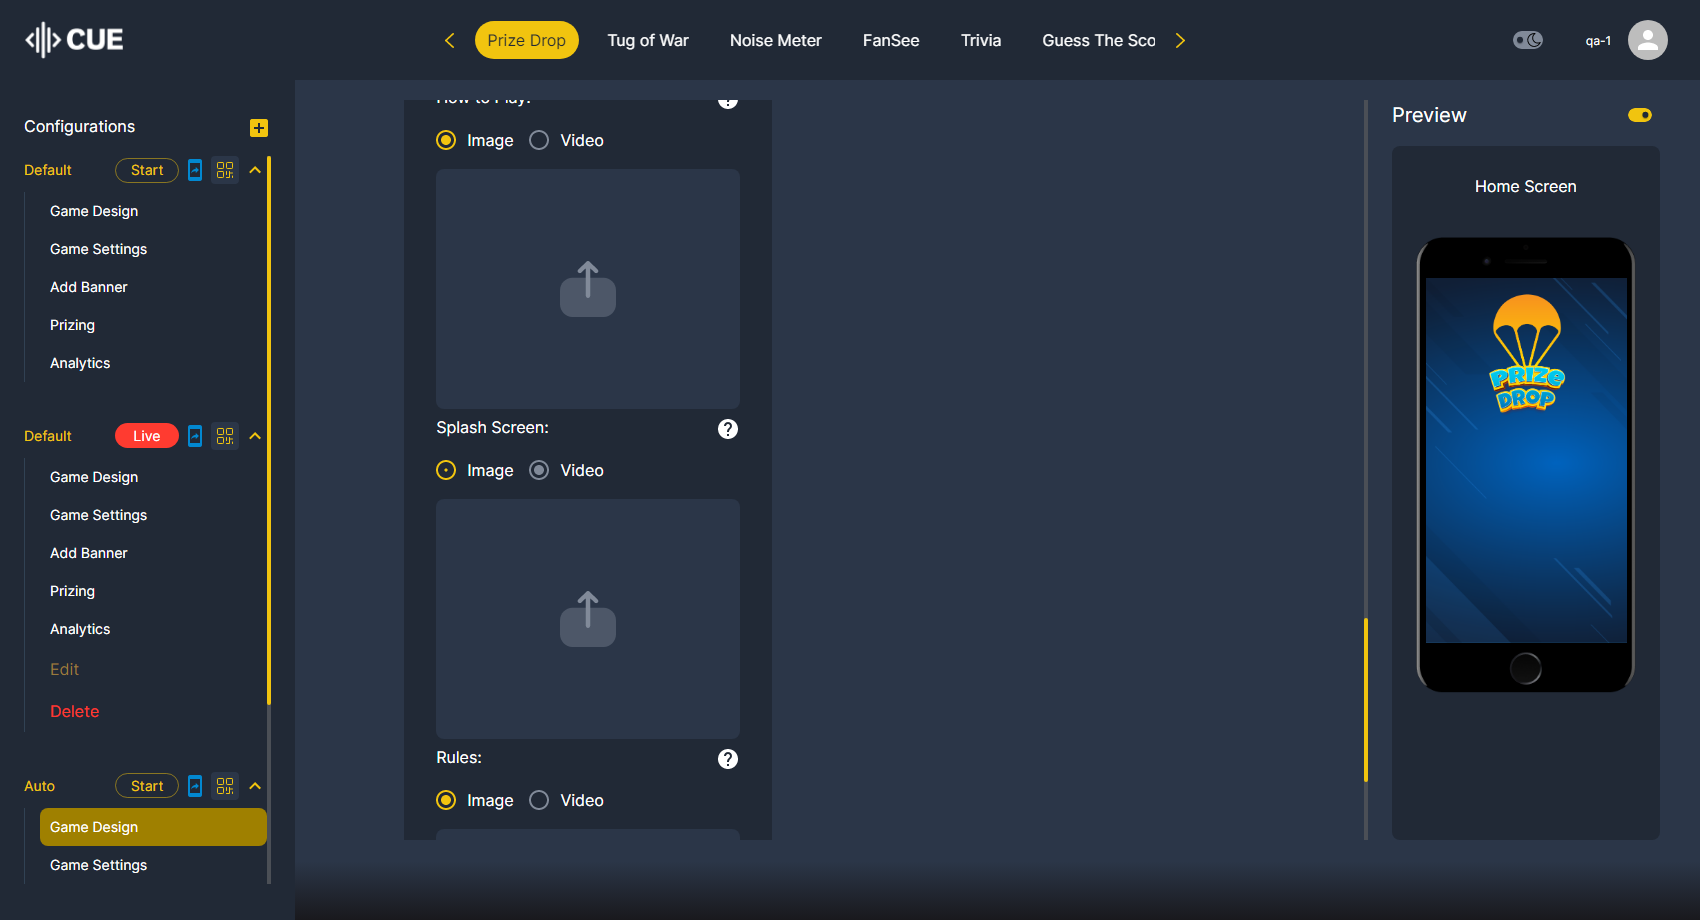 CUE
Prize Drop
Tug of War
Noise Meter
FanSee
Trivia
Guess The Sco
qa-1
Configurations
Default
Start
Game Design
Game Settings
Add Banner
Prizing
Analytics
Default
Live
Game Design
Game Settings
Add Banner
Prizing
Analytics
Edit
Delete
Auto
Start
Game Design
Game Settings
How to Play:
Image
Video
Splash Screen:
Image
Video
Rules:
Image
Video
Preview
Home Screen
PRIZE
DROP